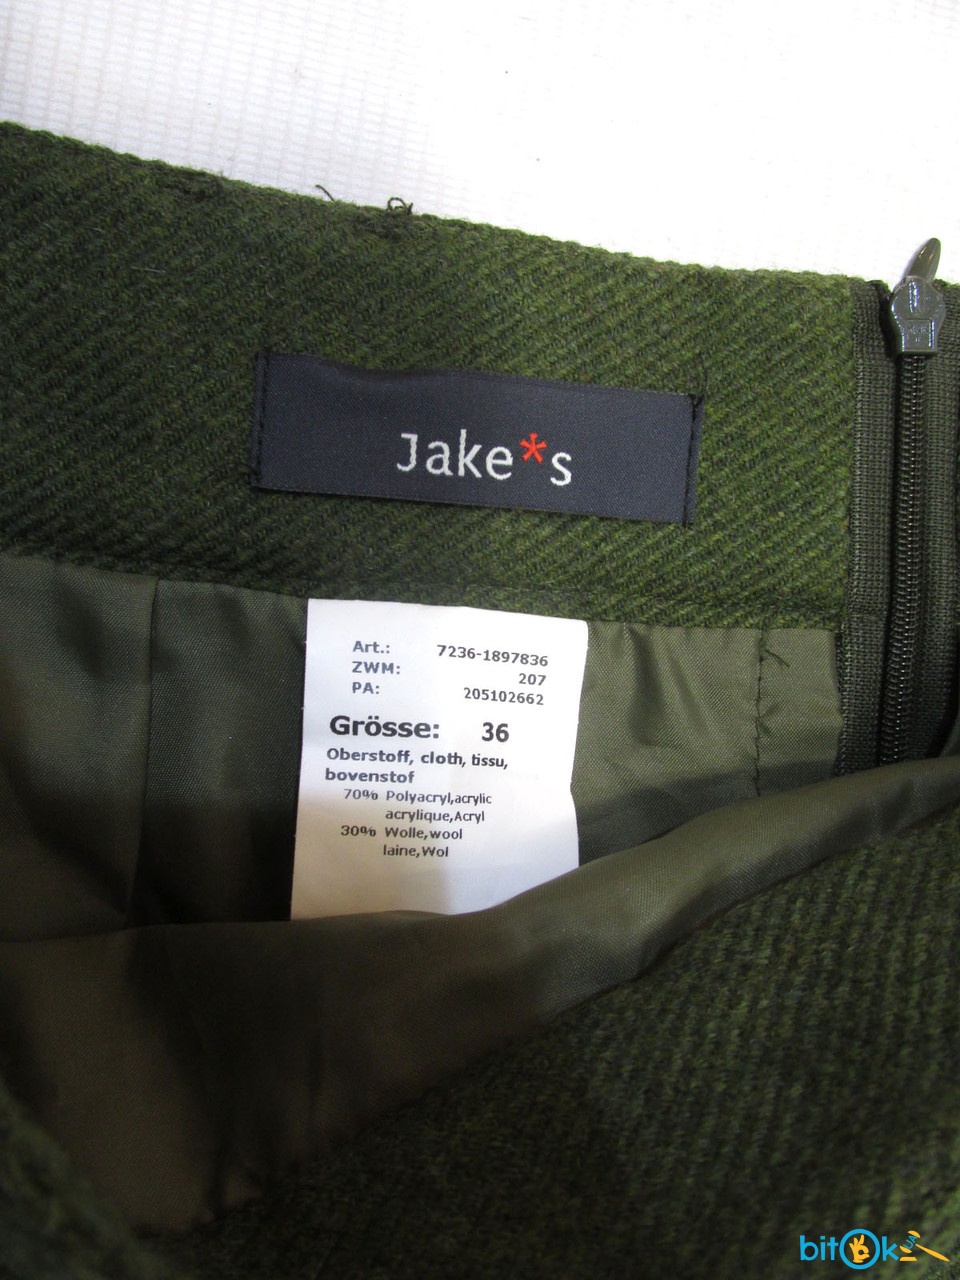 Jake*s
Art.: 7236-1897836
ZWM: 207
PA: 205102662
Grösse: 36
Oberstoff, cloth, tissu,
bovenstof
70% Polyacryl,acrylic
acrylique,Acryl
30% Wolle,wool
laine,Wol
bitOk